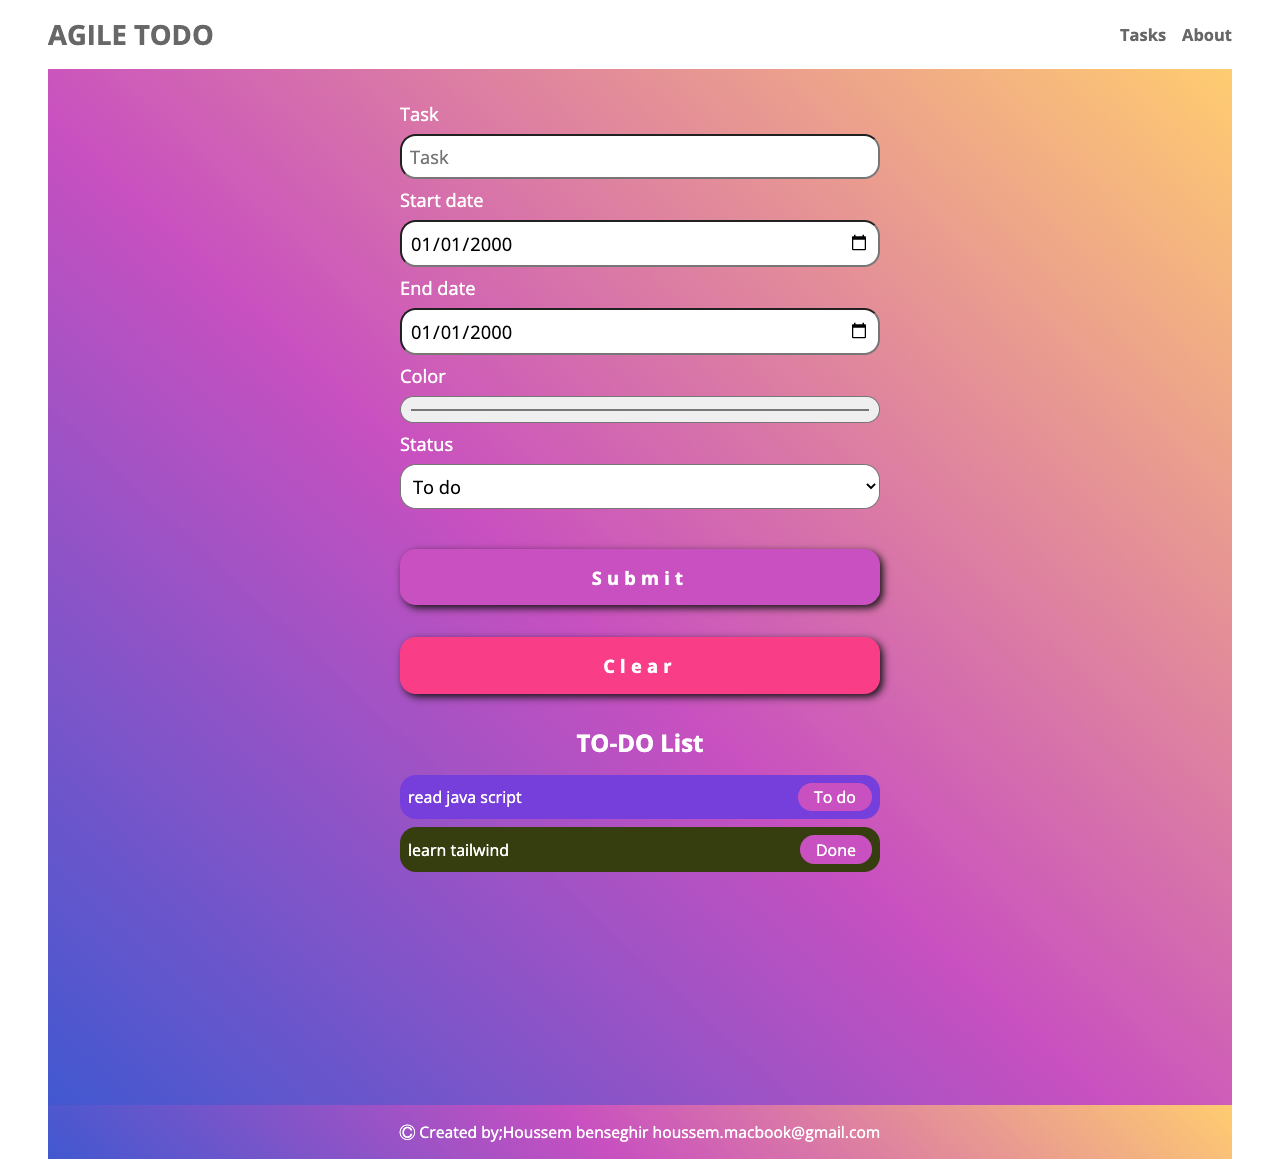 AGILE TODO
Tasks About
Task
Task
Start date
01/01/2000
End date
01/01/2000
Color
Status
To do
Submit
Clear
TO-DO List
read java script To do
learn tailwind Done
© Created by;Houssem benseghir houssem.macbook@gmail.com